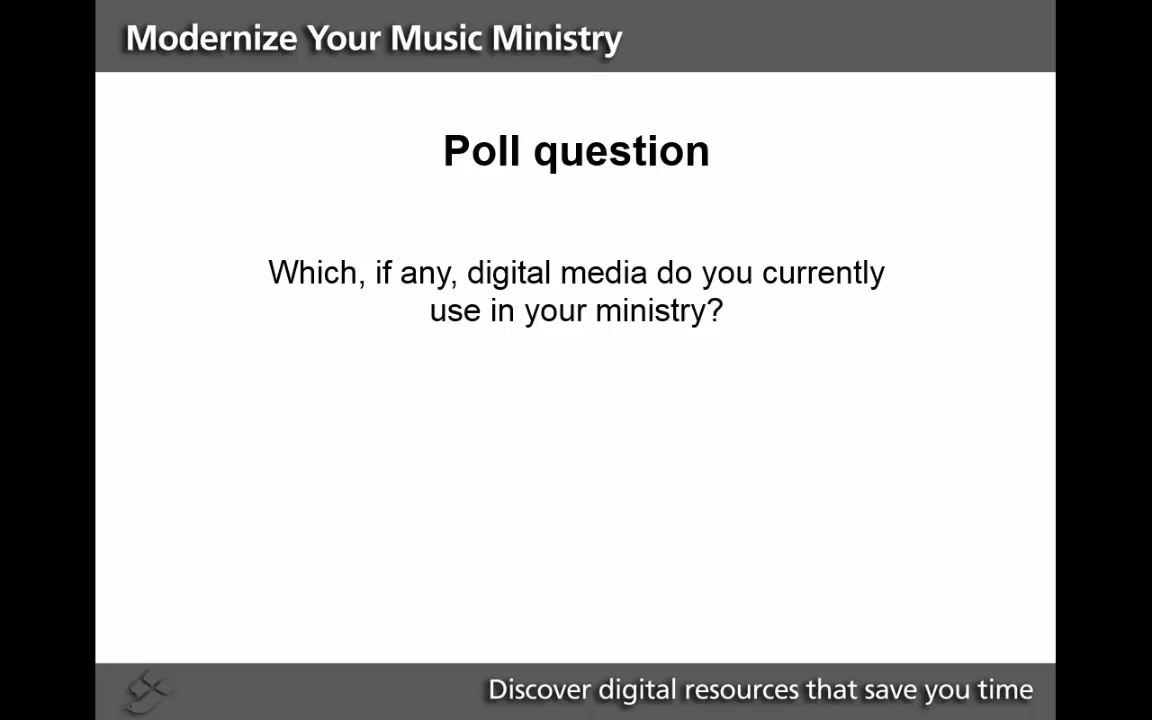 Modernize Your Music Ministry
Poll question
Which, if any, digital media do you currently
use in your ministry?
Discover digital resources that save you time